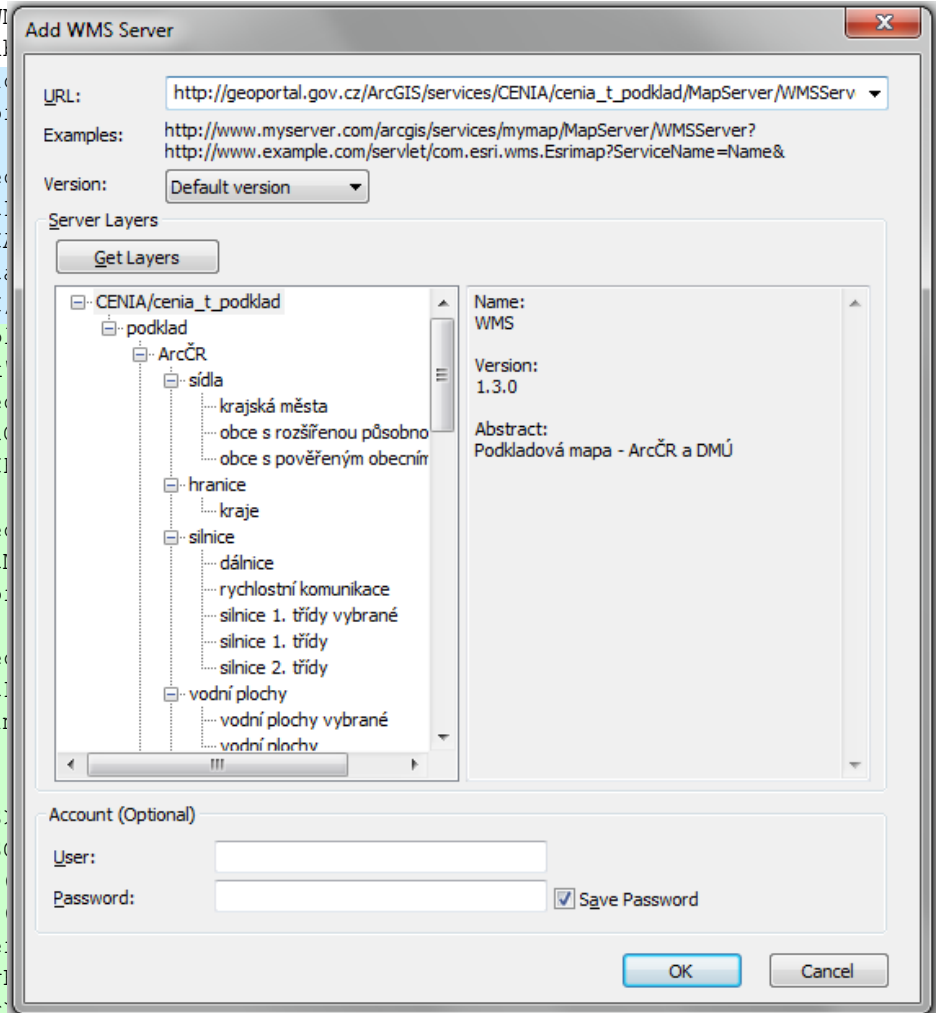 Add WMS Server
URL: http://geoportal.gov.cz/ArcGIS/services/CENIA/cenia_t_podklad/MapServer/WMSServ
Examples: http://www.myserver.com/arcgis/services/mymap/MapServer/WMSServer?
http://www.example.com/servlet/com.esri.wms.Esrimap?ServiceName=Name&
Version: Default version
Server Layers
Get Layers
CENIA/cenia_t_podklad
podklad
ArcČR
sídla
krajská města
obce s rozšířenou působno
obce s pověřeným obecním
hranice
kraje
silnice
dálnice
rychlostní komunikace
silnice 1. třídy vybrané
silnice 1. třídy
silnice 2. třídy
vodní plochy
vodní plochy vybrané
vodní plochy
Name:
WMS
Version:
1.3.0
Abstract:
Podkladová mapa - ArcČR a DMÚ
Account (Optional)
User:
Password:
Save Password
OK Cancel